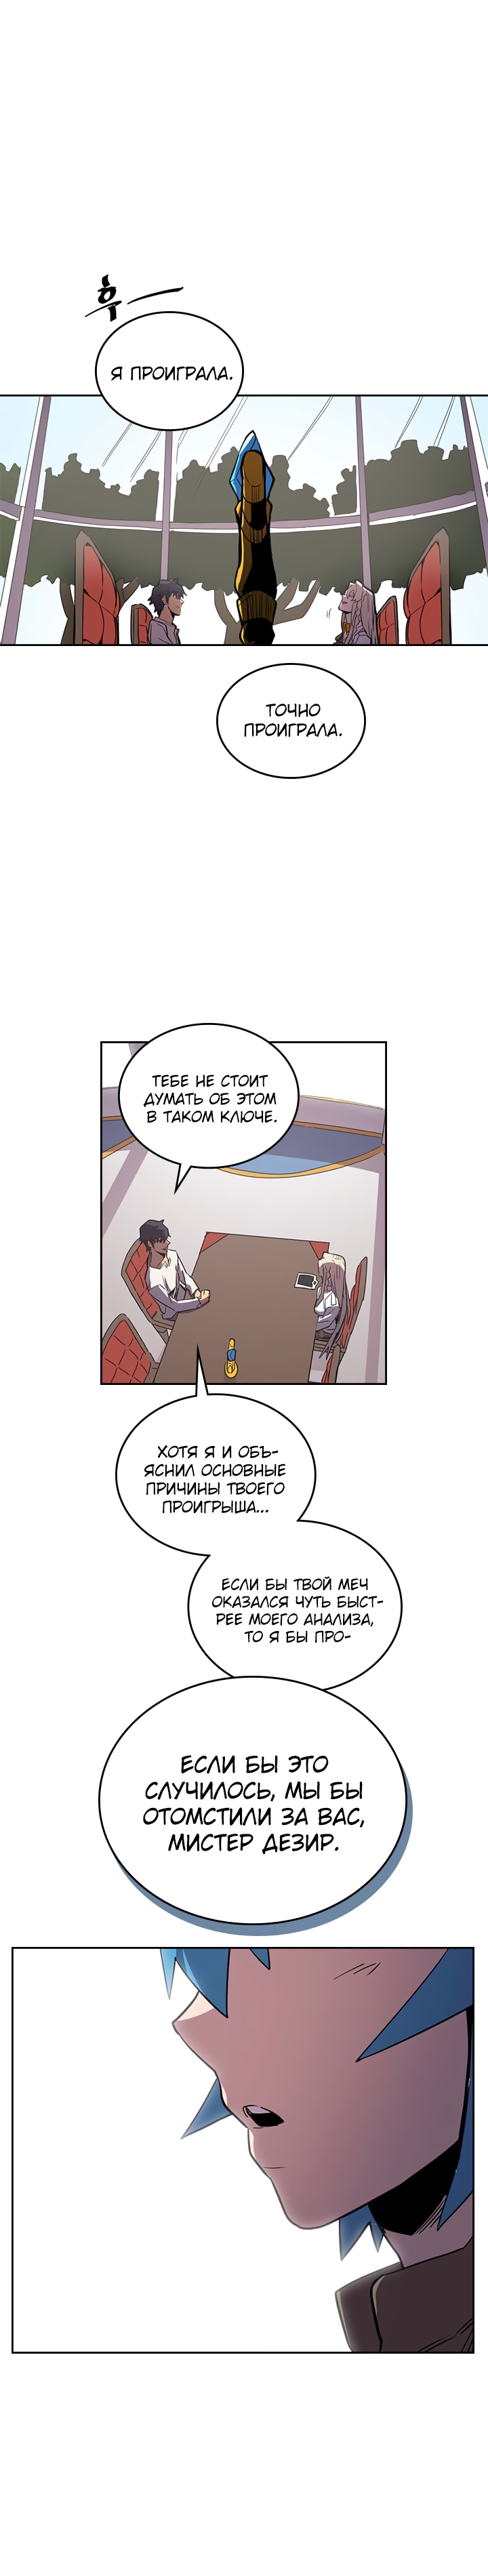 후
Я ПРОИГРАЛА.
ТОЧНО
ПРОИГРАЛА.
ТЕБЕ НЕ СТОИТ
ДУМАТЬ ОБ ЭТОМ
В ТАКОМ КЛЮЧЕ.
ХОТЯ Я И ОБЪ-
ЯСНИЛ ОСНОВНЫЕ
ПРИЧИНЫ ТВОЕГО
ПРОИГРЫША...
ЕСЛИ БЫ ТВОЙ МЕЧ
ОКАЗАЛСЯ ЧУТЬ БЫСТ-
РЕЕ МОЕГО АНАЛИЗА,
ТО Я БЫ ПРО-
ЕСЛИ БЫ ЭТО
СЛУЧИЛОСЬ, МЫ БЫ
ОТОМСТИЛИ ЗА ВАС,
МИСТЕР ДЕЗИР.